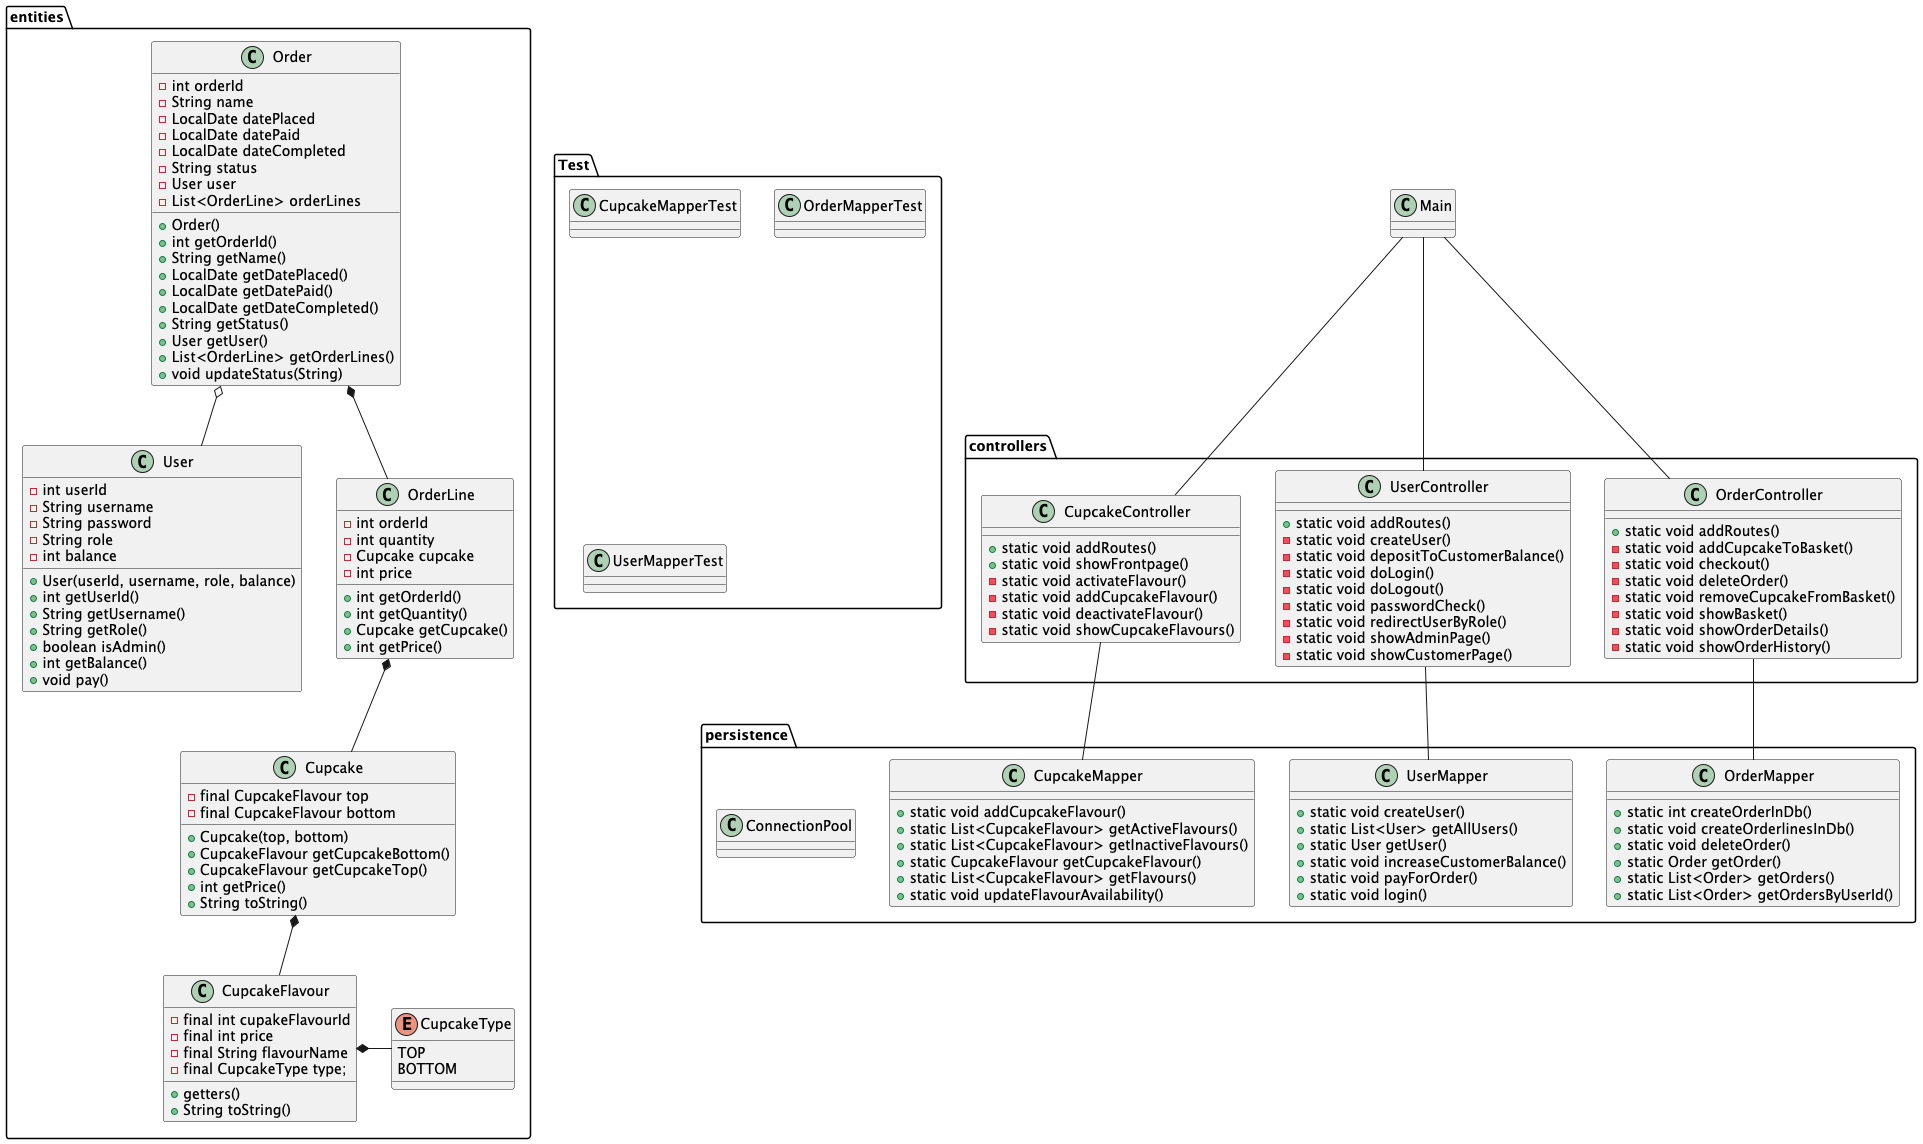 entities
C Order
int orderId
String name
LocalDate datePlaced
LocalDate datePaid
LocalDate dateCompleted
String status
User user
List<OrderLine> orderLines
Order()
int getOrderId()
String getName()
LocalDate getDatePlaced()
LocalDate getDatePaid()
LocalDate getDateCompleted()
String getStatus()
User getUser()
List<OrderLine> getOrderLines()
void updateStatus(String)
C User
int userId
String username
String password
String role
int balance
User(userId, username, role, balance)
int getUserId()
String getUsername()
String getRole()
boolean isAdmin()
int getBalance()
void pay()
C OrderLine
int orderId
int quantity
Cupcake cupcake
int price
int getOrderId()
int getQuantity()
Cupcake getCupcake()
int getPrice()
C Cupcake
final CupcakeFlavour top
final CupcakeFlavour bottom
Cupcake(top, bottom)
CupcakeFlavour getCupcakeBottom()
CupcakeFlavour getCupcakeTop()
int getPrice()
String toString()
C CupcakeFlavour
final int cupakeFlavourId
final int price
final String flavourName
final CupcakeType type;
getters()
String toString()
E CupcakeType
TOP
BOTTOM
Test
C CupcakeMapperTest
C OrderMapperTest
C UserMapperTest
C Main
controllers
C CupcakeController
static void addRoutes()
static void showFrontpage()
static void activateFlavour()
static void addCupcakeFlavour()
static void deactivateFlavour()
static void showCupcakeFlavours()
C UserController
static void addRoutes()
static void createUser()
static void depositToCustomerBalance()
static void doLogin()
static void doLogout()
static void passwordCheck()
static void redirectUserByRole()
static void showAdminPage()
static void showCustomerPage()
C OrderController
static void addRoutes()
static void addCupcakeToBasket()
static void checkout()
static void deleteOrder()
static void removeCupcakeFromBasket()
static void showBasket()
static void showOrderDetails()
static void showOrderHistory()
persistence
C ConnectionPool
C CupcakeMapper
static void addCupcakeFlavour()
static List<CupcakeFlavour> getActiveFlavours()
static List<CupcakeFlavour> getInactiveFlavours()
static CupcakeFlavour getCupcakeFlavour()
static List<CupcakeFlavour> getFlavours()
static void updateFlavourAvailability()
C UserMapper
static void createUser()
static List<User> getAllUsers()
static User getUser()
static void increaseCustomerBalance()
static void payForOrder()
static void login()
C OrderMapper
static int createOrderInDb()
static void createOrderlinesInDb()
static void deleteOrder()
static Order getOrder()
static List<Order> getOrders()
static List<Order> getOrdersByUserId()